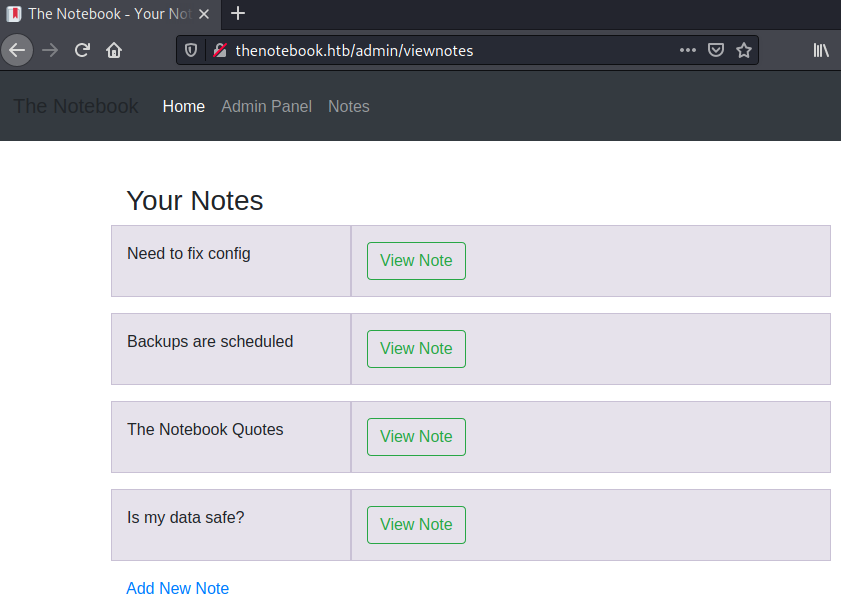 The Notebook - Your Not
thenotebook.htb/admin/viewnotes
The Notebook Home Admin Panel Notes
Your Notes
Need to fix config View Note
Backups are scheduled View Note
The Notebook Quotes View Note
Is my data safe? View Note
Add New Note